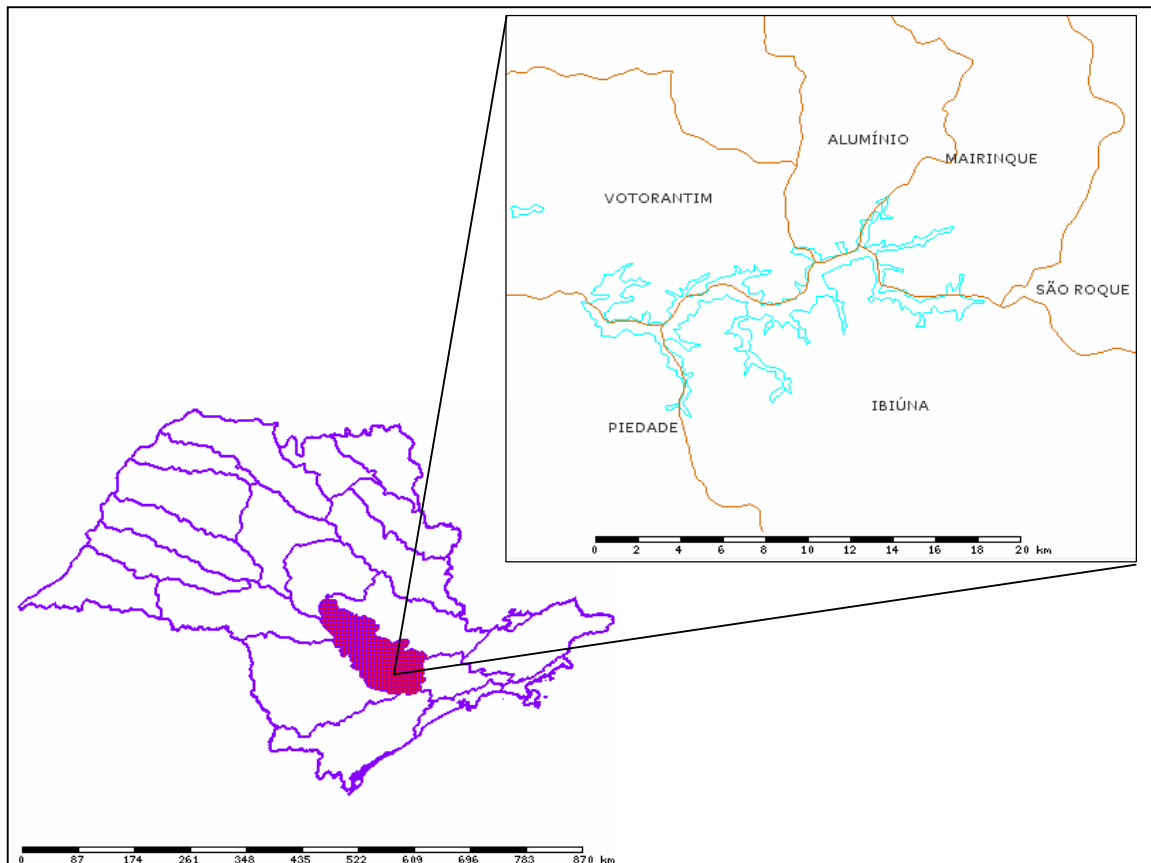 ALUMÍNIO
MAIRINQUE
VOTORANTIM
SÃO ROQUE
IBIÚNA
PIEDADE
0 2 4 6 8 10 12 14 16 18 20 km
0 87 174 261 348 435 522 609 696 783 870 km